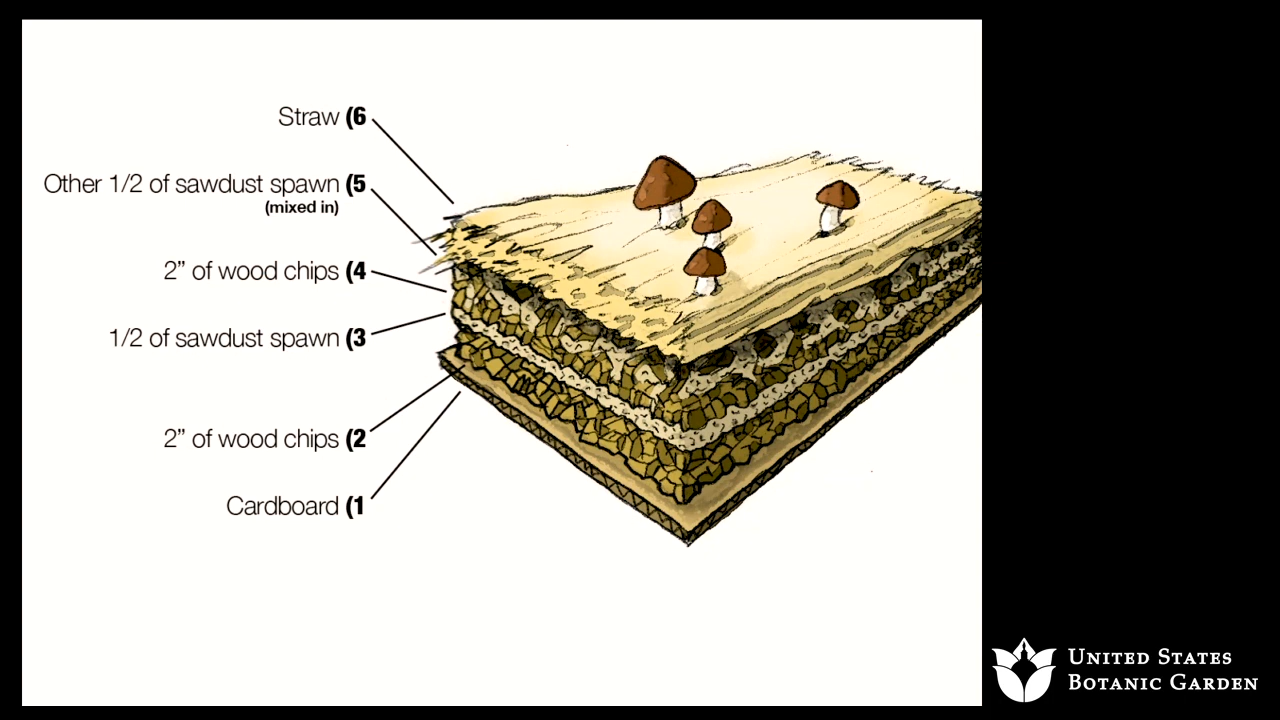 Straw (6
Other 1/2 of sawdust spawn (5
(mixed in)
2” of wood chips (4
1/2 of sawdust spawn (3
2” of wood chips (2
Cardboard (1
United States
Botanic Garden